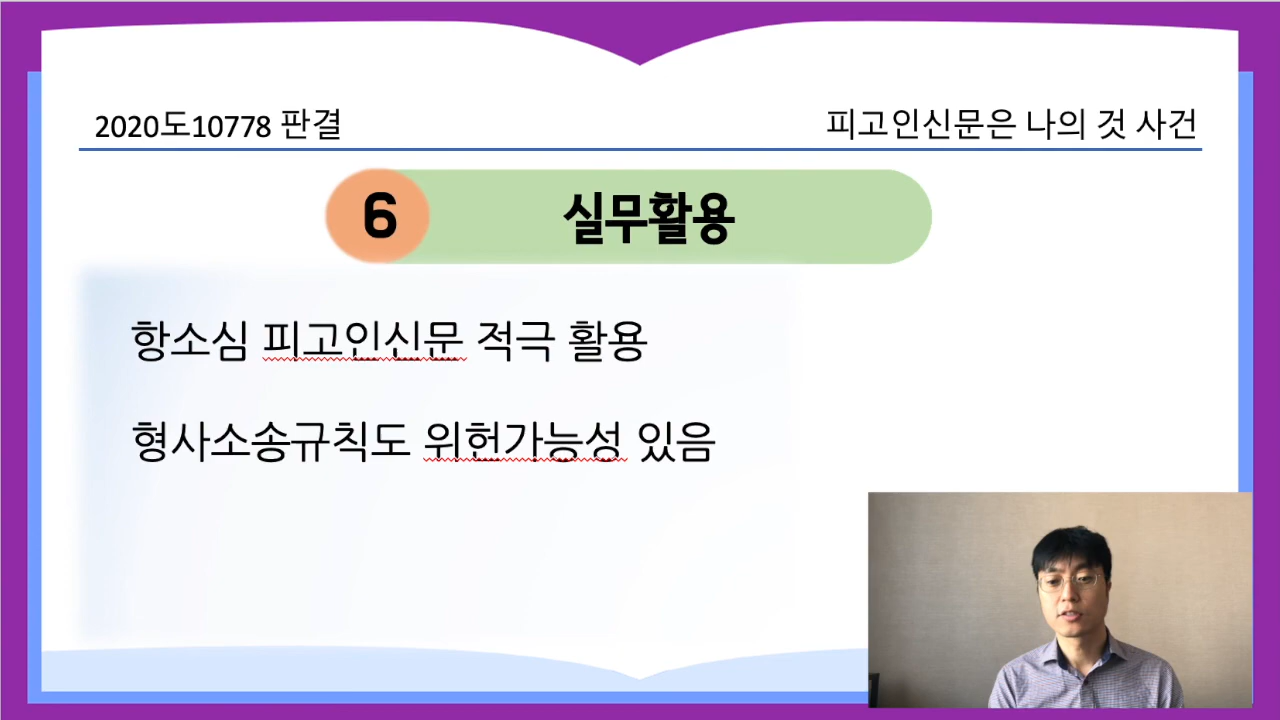 2020도10778 판결
피고인신문은 나의 것 사건
6
실무활용
항소심 피고인신문 적극 활용
형사소송규칙도 위헌가능성 있음